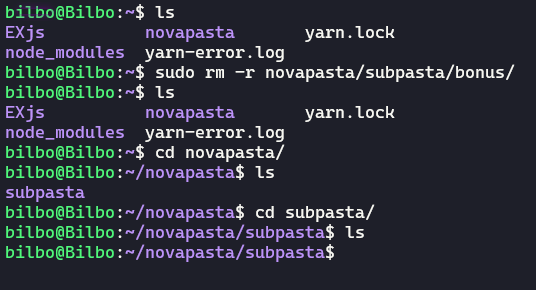 bilbo@Bilbo:~$ ls
EXjs          novapasta       yarn.lock
node_modules  yarn-error.log
bilbo@Bilbo:~$ sudo rm -r novapasta/subpasta/bonus/
bilbo@Bilbo:~$ ls
EXjs          novapasta       yarn.lock
node_modules  yarn-error.log
bilbo@Bilbo:~$ cd novapasta/
bilbo@Bilbo:~/novapasta$ ls
subpasta
bilbo@Bilbo:~/novapasta$ cd subpasta/
bilbo@Bilbo:~/novapasta/subpasta$ ls
bilbo@Bilbo:~/novapasta/subpasta$